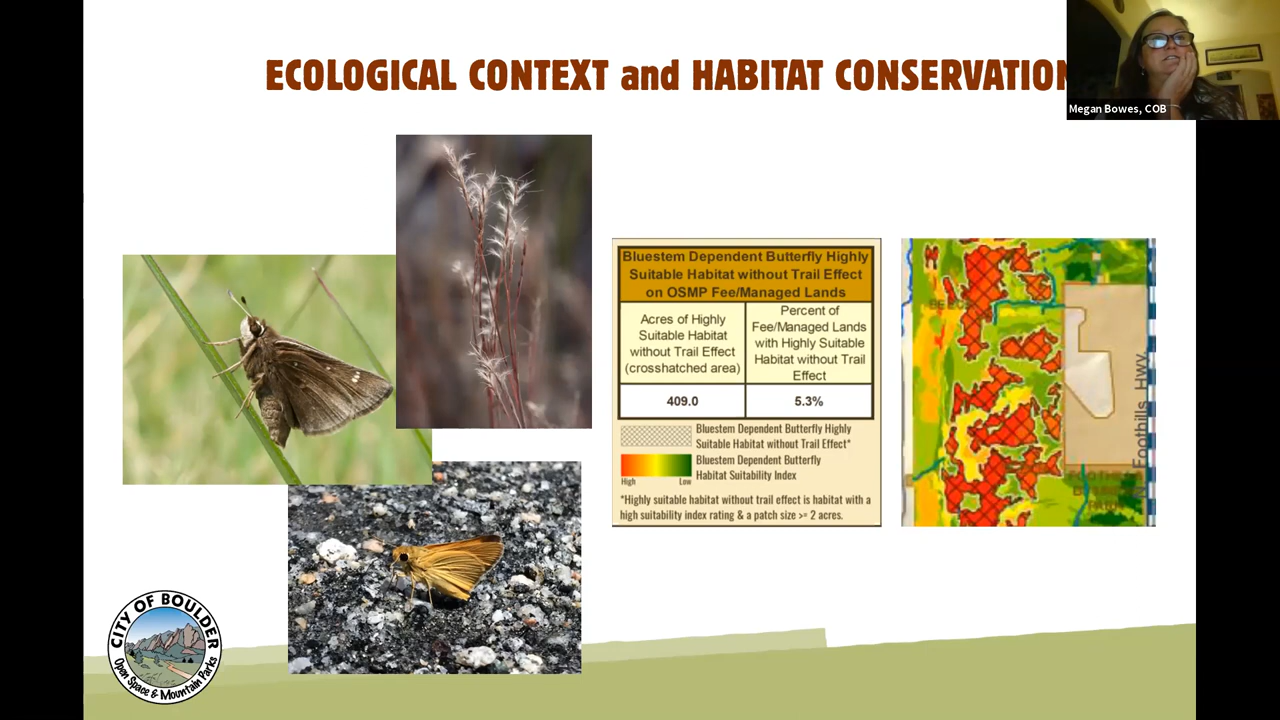 ECOLOGICAL CONTEXT and HABITAT CONSERVATION
Megan Bowes, COB
Bluestem Dependent Butterfly Highly
Suitable Habitat without Trail Effect
on OSMP Fee/Managed Lands
Acres of Highly
Suitable Habitat
without Trail Effect
(crosshatched area)
Percent of
Fee/Managed Lands
with Highly Suitable
Habitat without Trail
Effect
409.0
5.3%
Bluestem Dependent Butterfly Highly
Suitable Habitat without Trail Effect*
Bluestem Dependent Butterfly
Habitat Suitability Index
High
Low
*Highly suitable habitat without trail effect is habitat with a
high suitability index rating & a patch size >= 2 acres.
Foothills HWY
CITY OF BOULDER
Open Space & Mountain Parks